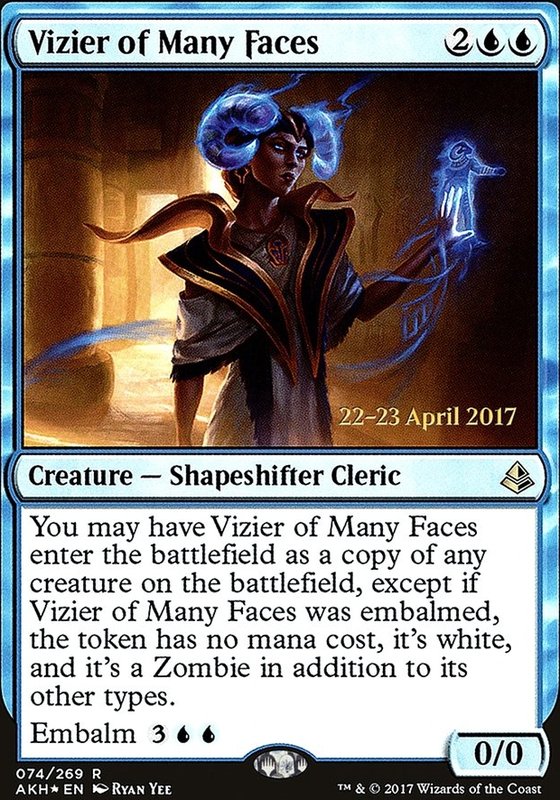 Vizier of Many Faces 2
22–23 April 2017
Creature — Shapeshifter Cleric
You may have Vizier of Many Faces
enter the battlefield as a copy of any
creature on the battlefield, except if
Vizier of Many Faces was embalmed,
the token has no mana cost, it's white,
and it's a Zombie in addition to its
other types.
Embalm 3
0/0
074/269 R
AKH★EN Ryan Yee
™ & © 2017 Wizards of the Coast